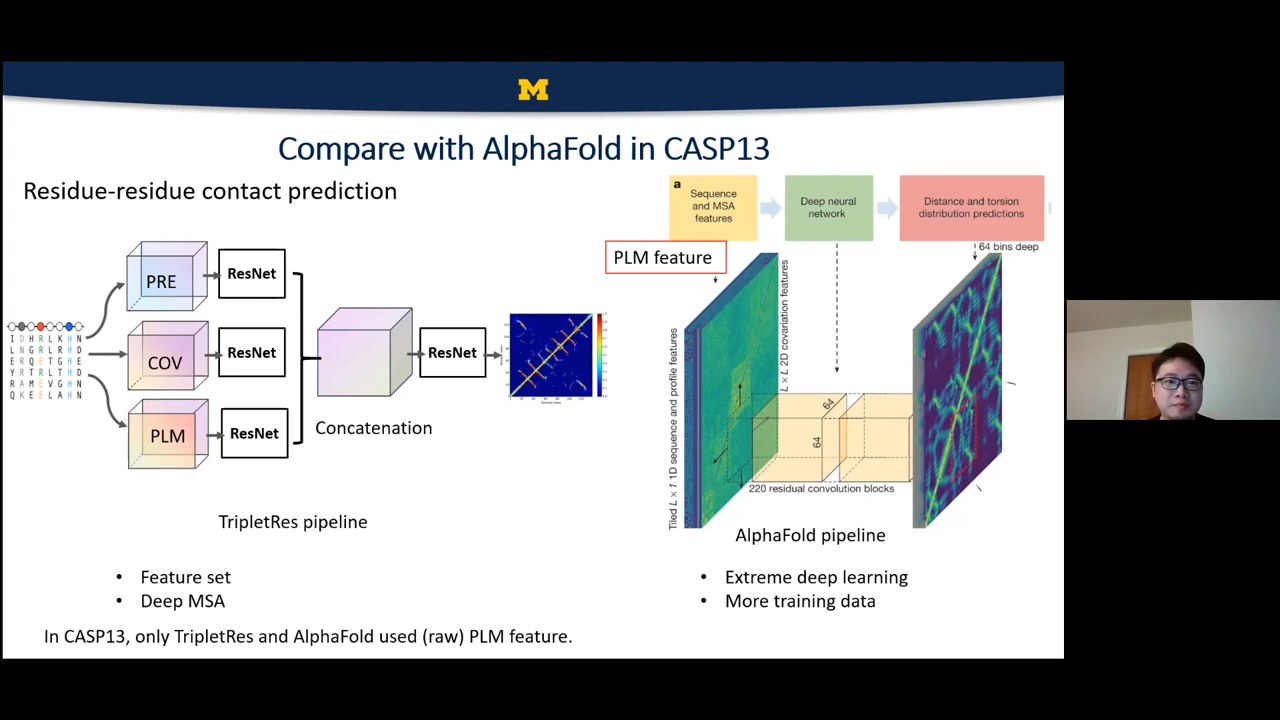 M
Compare with AlphaFold in CASP13
Residue-residue contact prediction
PRE
ResNet
COV
ResNet
PLM
ResNet
I D H R L K H N
L N G R L R H D
E R Q E T G H E
Y R T R L T H D
R A M E V G H N
Q K E E L A H N
Concatenation
ResNet
TripletRes pipeline
• Feature set
• Deep MSA
a
Sequence
and MSA
features
Deep neural
network
Distance and torsion
distribution predictions
PLM feature
64 bins deep
Tiled L × 1 1D sequence and profile features
L × L 2D covariation features
64
64
220 residual convolution blocks
i
j
AlphaFold pipeline
• Extreme deep learning
• More training data
In CASP13, only TripletRes and AlphaFold used (raw) PLM feature.